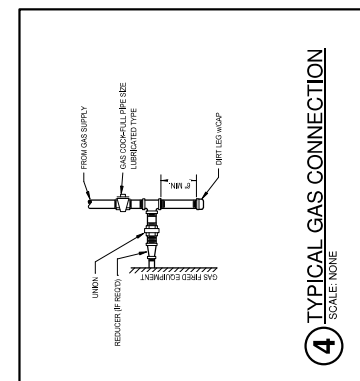 FROM GAS SUPPLY
GAS COCK-FULL PIPE SIZE
LUBRICATED TYPE
6" MIN.
DIRT LEG w/CAP
UNION
REDUCER (IF REQ'D)
GAS FIRED EQUIPMENT
4 TYPICAL GAS CONNECTION
SCALE: NONE